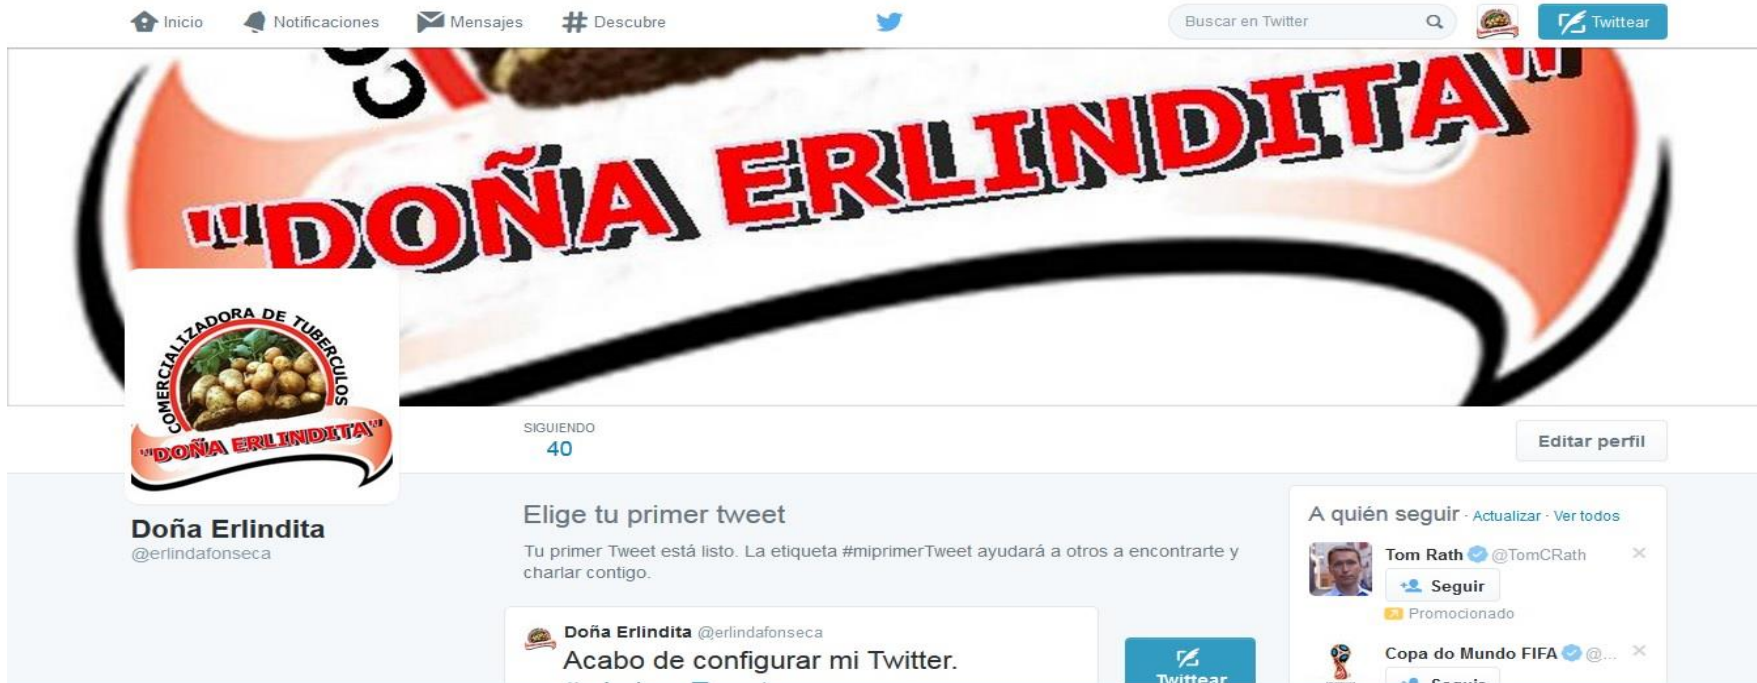 Inicio
Notificaciones
Mensajes
Descubre
Buscar en Twitter
Twittear
"DOÑA ERLINDITA"
COMERCIALIZADORA DE TUBERCULOS
"DOÑA ERLINDITA"
SIGUIENDO
40
Editar perfil
Doña Erlindita
@erlindafonseca
Elige tu primer tweet
Tu primer Tweet está listo. La etiqueta #miprimerTweet ayudará a otros a encontrarte y
charlar contigo.
Doña Erlindita @erlindafonseca
Acabo de configurar mi Twitter.
Twittear
A quién seguir · Actualizar · Ver todos
Tom Rath @TomCRath
Seguir
Promocionado
Copa do Mundo FIFA @...
Seguir